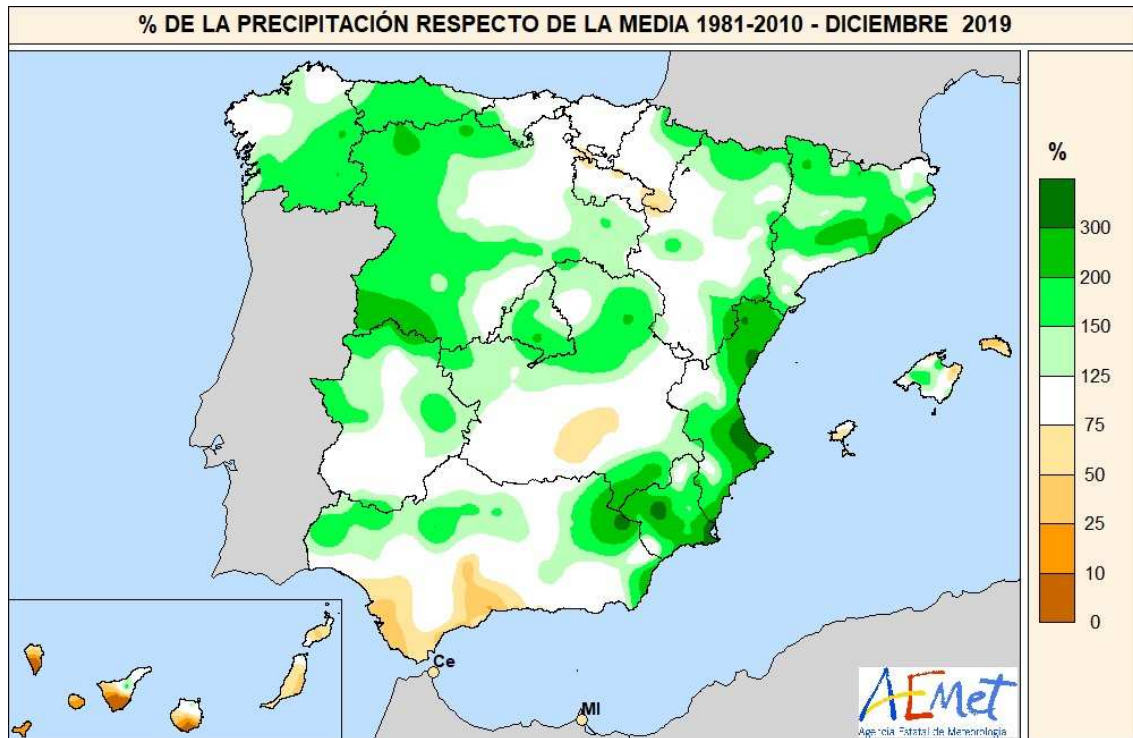 % DE LA PRECIPITACIÓN RESPECTO DE LA MEDIA 1981-2010 - DICIEMBRE 2019
%
300
200
150
125
75
50
25
10
0
Ce
Ml
AEMet
Agencia Estatal de Meteorología